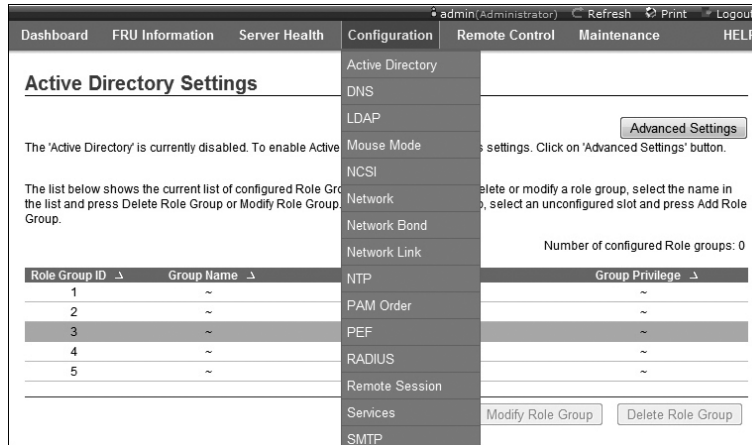 admin(Administrator) Refresh Print Logout
Dashboard FRU Information Server Health Configuration Remote Control Maintenance HELP
Active Directory
DNS
LDAP
Mouse Mode
NCSI
Network
Network Bond
Network Link
NTP
PAM Order
PEF
RADIUS
Remote Session
Services
SMTP
Active Directory Settings
Advanced Settings
The 'Active Directory' is currently disabled. To enable Active s settings. Click on 'Advanced Settings' button.
The list below shows the current list of configured Role Gro elete or modify a role group, select the name in
the list and press Delete Role Group or Modify Role Group. , select an unconfigured slot and press Add Role
Group.
Number of configured Role groups: 0
Role Group ID Group Name Group Privilege
1 ~ ~
2 ~ ~
3 ~ ~
4 ~ ~
5 ~ ~
Modify Role Group Delete Role Group